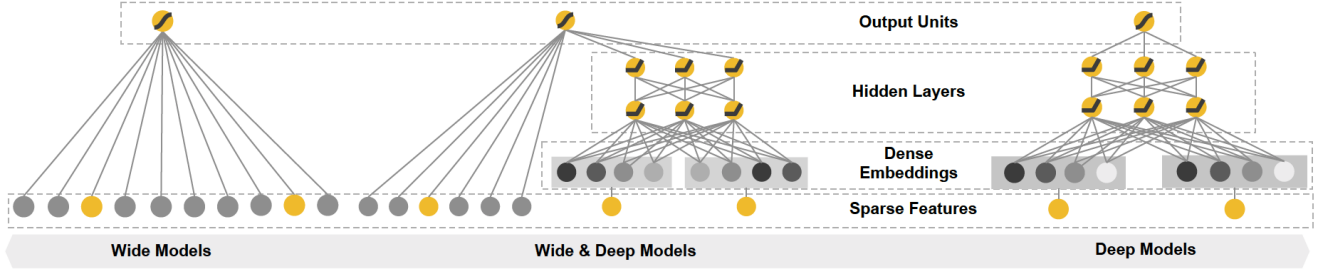 Output Units
Hidden Layers
Dense
Embeddings
Sparse Features
Wide Models
Wide & Deep Models
Deep Models